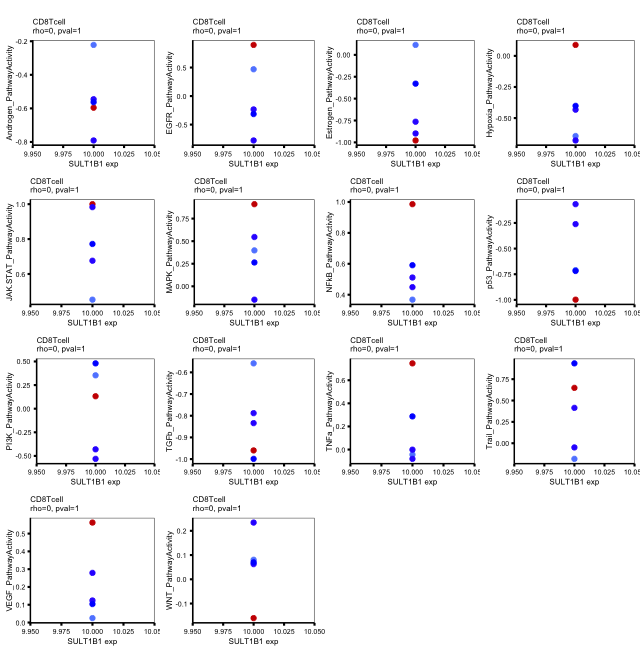 CD8Tcell
rho=0, pval=1
Androgen_PathwayActivity
-0.2
-0.4
-0.6
-0.8
9.950 9.975 10.000 10.025 10.05
SULT1B1 exp
CD8Tcell
rho=0, pval=1
EGFR_PathwayActivity
0.5
0.0
-0.5
9.950 9.975 10.000 10.025 10.05
SULT1B1 exp
CD8Tcell
rho=0, pval=1
Estrogen_PathwayActivity
0.00
-0.25
-0.50
-0.75
-1.00
9.950 9.975 10.000 10.025 10.05
SULT1B1 exp
CD8Tcell
rho=0, pval=1
Hypoxia_PathwayActivity
0.00
-0.25
-0.50
9.950 9.975 10.000 10.025 10.05
SULT1B1 exp
CD8Tcell
rho=0, pval=1
JAK.STAT_PathwayActivity
1.0
0.8
0.6
9.950 9.975 10.000 10.025 10.05
SULT1B1 exp
CD8Tcell
rho=0, pval=1
MAPK_PathwayActivity
0.75
0.50
0.25
0.00
9.950 9.975 10.000 10.025 10.05
SULT1B1 exp
CD8Tcell
rho=0, pval=1
NFkB_PathwayActivity
1.0
0.8
0.6
0.4
9.950 9.975 10.000 10.025 10.05
SULT1B1 exp
CD8Tcell
rho=0, pval=1
p53_PathwayActivity
-0.25
-0.50
-0.75
-1.00
9.950 9.975 10.000 10.025 10.05
SULT1B1 exp
CD8Tcell
rho=0, pval=1
PI3K_PathwayActivity
0.50
0.25
0.00
-0.25
-0.50
9.950 9.975 10.000 10.025 10.05
SULT1B1 exp
CD8Tcell
rho=0, pval=1
TGFb_PathwayActivity
-0.6
-0.7
-0.8
-0.9
-1.0
9.950 9.975 10.000 10.025 10.05
SULT1B1 exp
CD8Tcell
rho=0, pval=1
TNFa_PathwayActivity
0.6
0.4
0.2
0.0
9.950 9.975 10.000 10.025 10.05
SULT1B1 exp
CD8Tcell
rho=0, pval=1
Trail_PathwayActivity
0.75
0.50
0.25
0.00
9.950 9.975 10.000 10.025 10.05
SULT1B1 exp
CD8Tcell
rho=0, pval=1
VEGF_PathwayActivity
0.5
0.4
0.3
0.2
0.1
0.0
9.950 9.975 10.000 10.025 10.05
SULT1B1 exp
CD8Tcell
rho=0, pval=1
WNT_PathwayActivity
0.2
0.1
0.0
-0.1
9.950 9.975 10.000 10.025 10.050
SULT1B1 exp